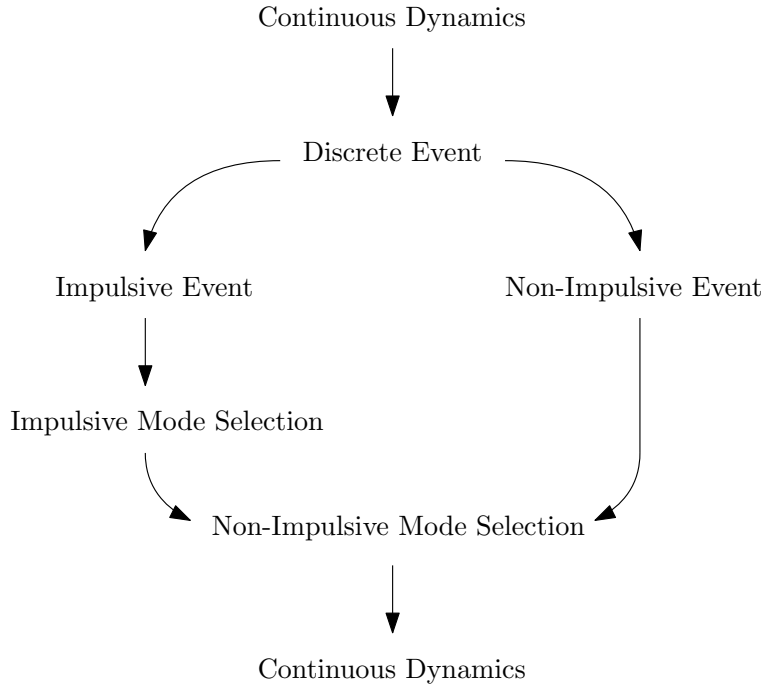 Continuous Dynamics
Discrete Event
Impulsive Event
Non-Impulsive Event
Impulsive Mode Selection
Non-Impulsive Mode Selection
Continuous Dynamics